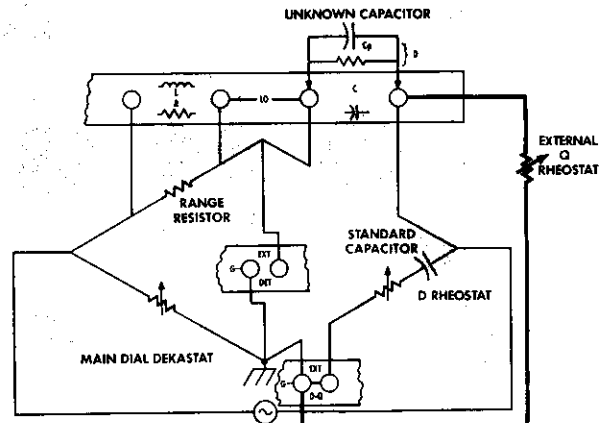 UNKNOWN CAPACITOR
Cp
D
L
R
LO
C
EXTERNAL
Q
RHEOSTAT
RANGE
RESISTOR
STANDARD
CAPACITOR
EXT
G
DET
D RHEOSTAT
MAIN DIAL DEKASTAT
EXT
G
D-Q